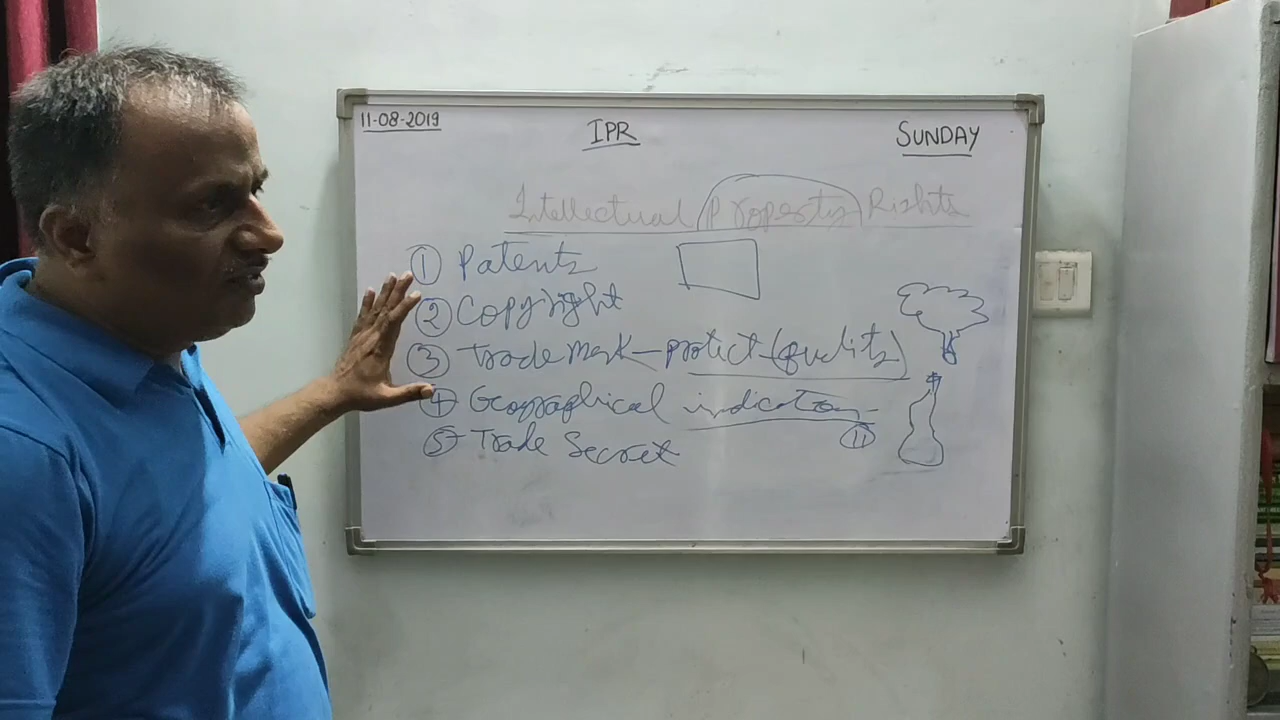 11-08-2019 IPR SUNDAY
Intellectual Property Rights
① Patents
② Copyright
③ Trade Mark - protect (quality)
④ Geographical indication
⑪
⑤ Trade Secret